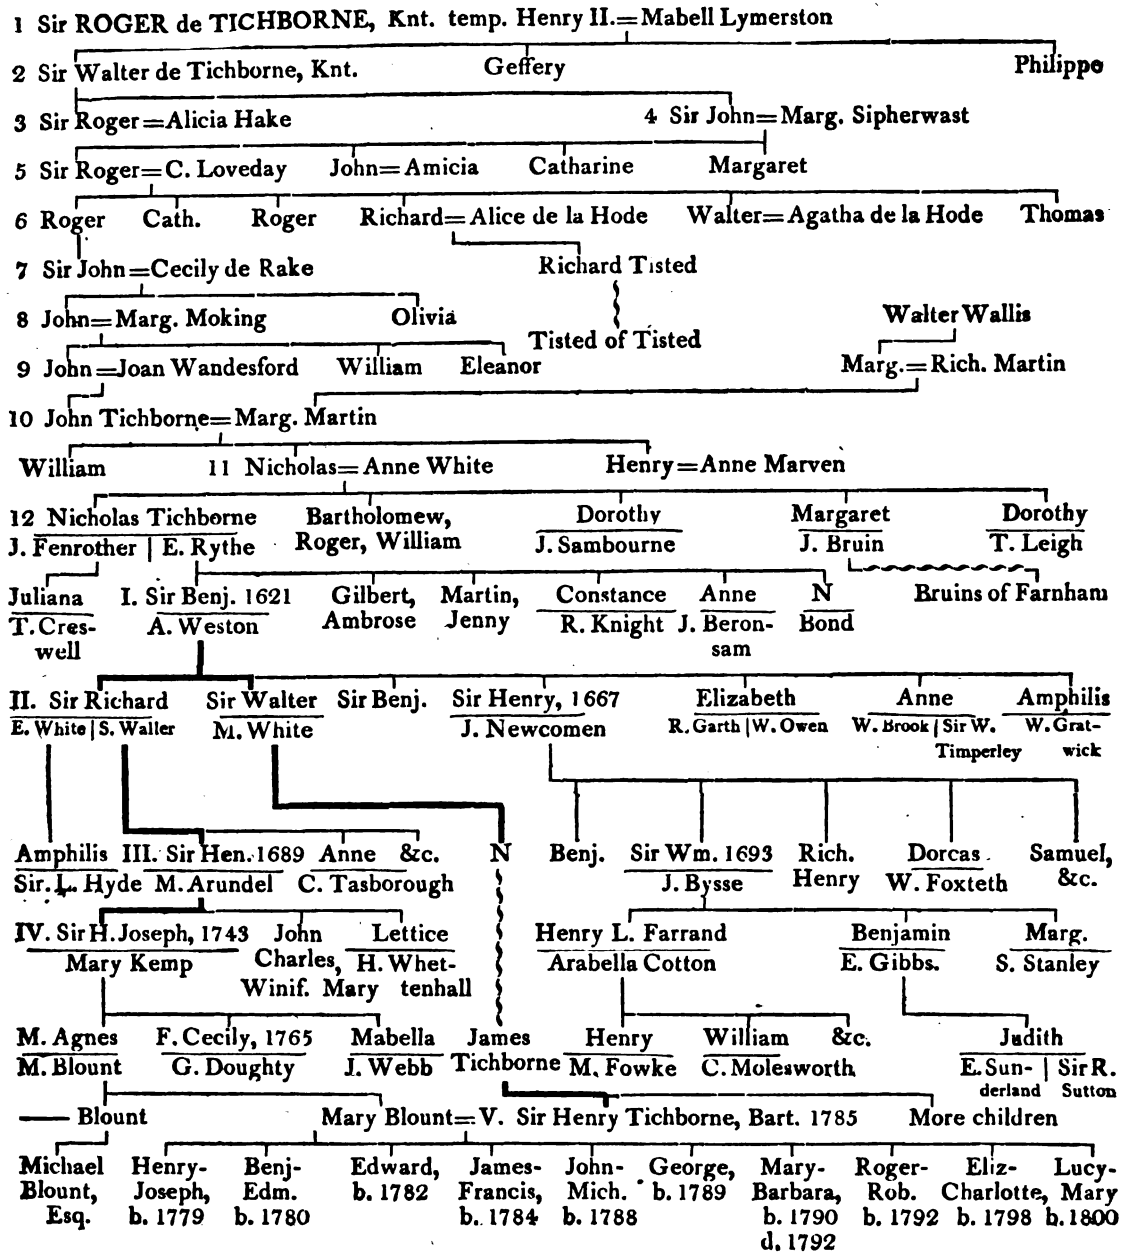 1 Sir ROGER de TICHBORNE, Knt. temp. Henry II.=Mabell Lymerston
2 Sir Walter de Tichborne, Knt. Geffery Philippe
3 Sir Roger=Alicia Hake 4 Sir John=Marg. Sipherwast
5 Sir Roger=C. Loveday John=Amicia Catharine Margaret
6 Roger Cath. Roger Richard=Alice de la Hode Walter=Agatha de la Hode Thomas
7 Sir John=Cecily de Rake Richard Tisted
8 John=Marg. Moking Olivia Walter Wallis
Tisted of Tisted
9 John=Joan Wandesford William Eleanor Marg.=Rich. Martin
10 John Tichborne=Marg. Martin
William 11 Nicholas=Anne White Henry=Anne Marven
12 Nicholas Tichborne Bartholomew, Dorothy Margaret Dorothy
J. Fenrother | E. Rythe Roger, William J. Sambourne J. Bruin T. Leigh
Juliana I. Sir Benj. 1621 Gilbert, Martin, Constance Anne N Bruins of Farnham
T. Cres- A. Weston Ambrose Jenny R. Knight J. Beron- Bond
well sam
II. Sir Richard Sir Walter Sir Benj. Sir Henry, 1667 Elizabeth Anne Amphilis
E. White | S. Waller M. White J. Newcomen R. Garth | W. Owen W. Brook | Sir W. W. Grat-
Timperley wick
Amphilis III. Sir Hen. 1689 Anne &c. N Benj. Sir Wm. 1693 Rich. Dorcas Samuel,
Sir. L. Hyde M. Arundel C. Tasborough J. Bysse Henry W. Foxteth &c.
IV. Sir H. Joseph, 1743 John Lettice Henry L. Farrand Benjamin Marg.
Mary Kemp Charles, H. Whet- Arabella Cotton E. Gibbs. S. Stanley
Winif. Mary tenhall
M. Agnes F. Cecily, 1765 Mabella James Henry William &c. Judith
M. Blount G. Doughty J. Webb Tichborne M. Fowke C. Molesworth E. Sun- | Sir R.
derland Sutton
—— Blount Mary Blount=V. Sir Henry Tichborne, Bart. 1785 More children
Michael Henry- Benj- Edward, James- John- George, Mary- Roger- Eliz- Lucy-
Blount, Joseph, Edm. b. 1782 Francis, Mich. b. 1789 Barbara, Rob. Charlotte, Mary
Esq. b. 1779 b. 1780 b. 1784 b. 1788 b. 1790 b. 1792 b. 1798 b. 1800
d. 1792